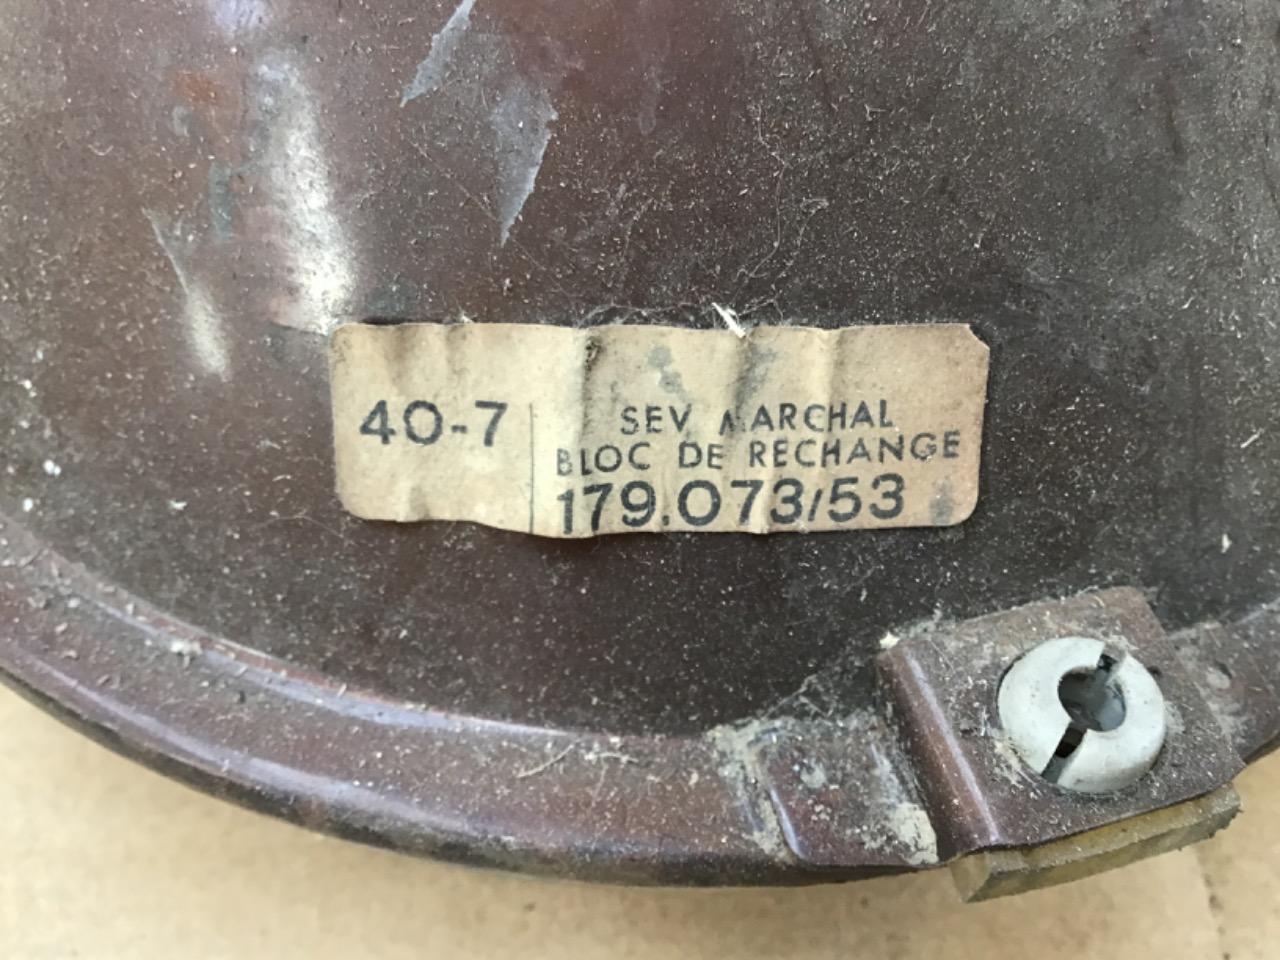 40-7
SEV MARCHAL
BLOC DE RECHANGE
179.073/53